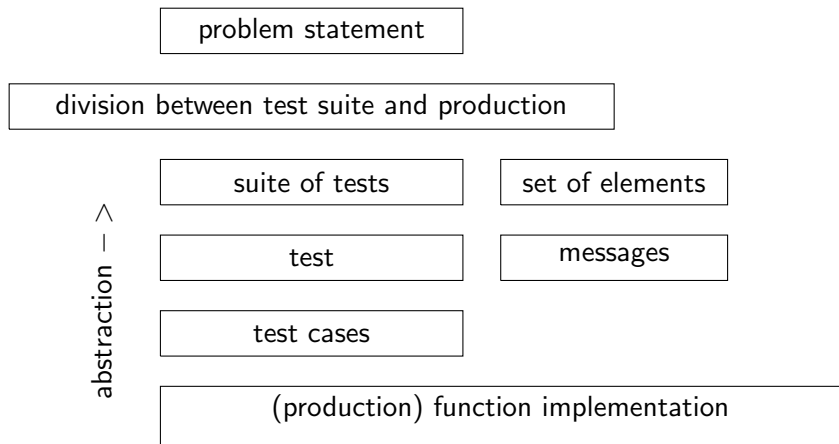 problem statement
division between test suite and production
suite of tests
set of elements
test
messages
test cases
(production) function implementation
abstraction − >